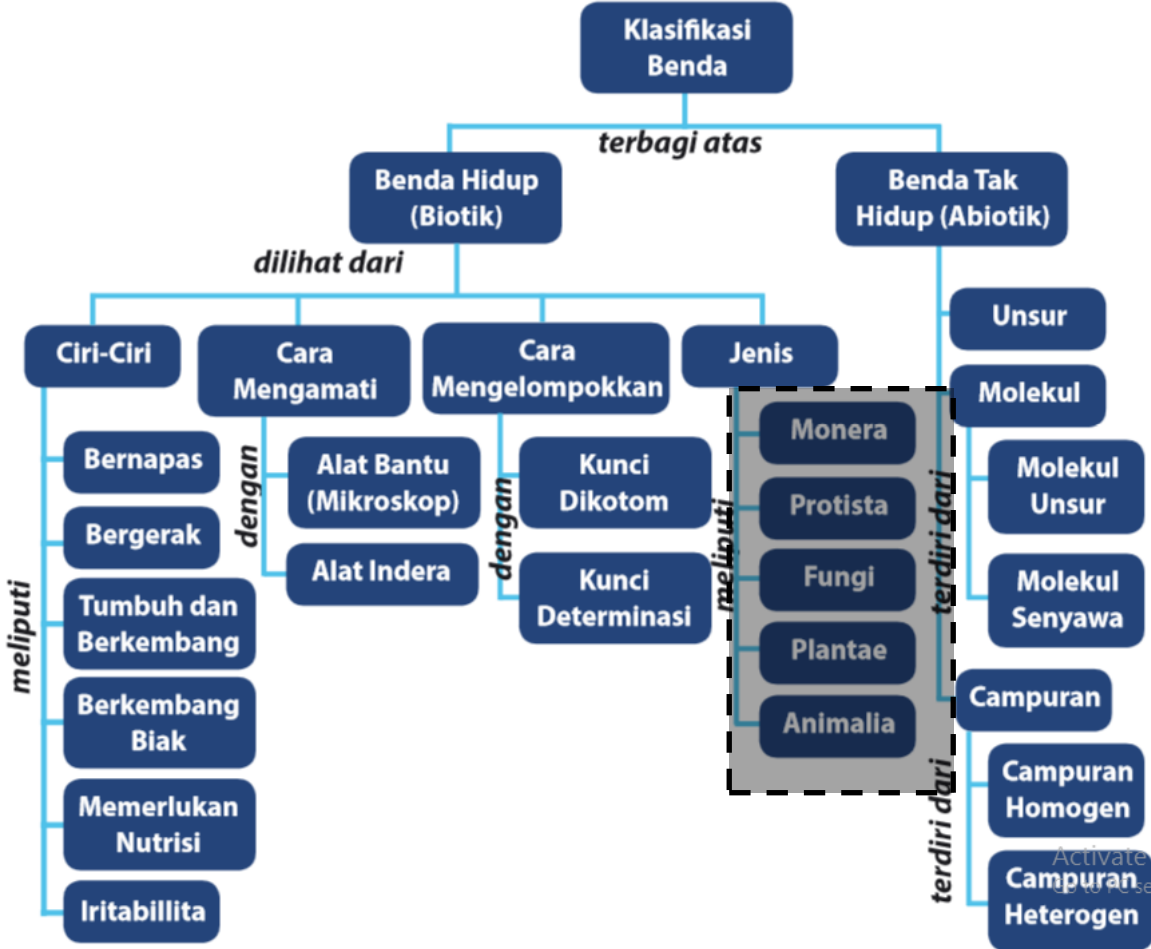 Klasifikasi
Benda
terbagi atas
Benda Hidup
(Biotik)
Benda Tak
Hidup (Abiotik)
dilihat dari
Ciri-Ciri
Cara
Mengamati
Cara
Mengelompokkan
Jenis
meliputi
Bernapas
Bergerak
Tumbuh dan
Berkembang
Berkembang
Biak
Memerlukan
Nutrisi
Iritabillita
dengan
Alat Bantu
(Mikroskop)
Alat Indera
dengan
Kunci
Dikotom
Kunci
Determinasi
meliputi
Monera
Protista
Fungi
Plantae
Animalia
terdiri dari
Unsur
Molekul
Molekul
Unsur
Molekul
Senyawa
Campuran
terdiri dari
Campuran
Homogen
Campuran
Heterogen
Activate